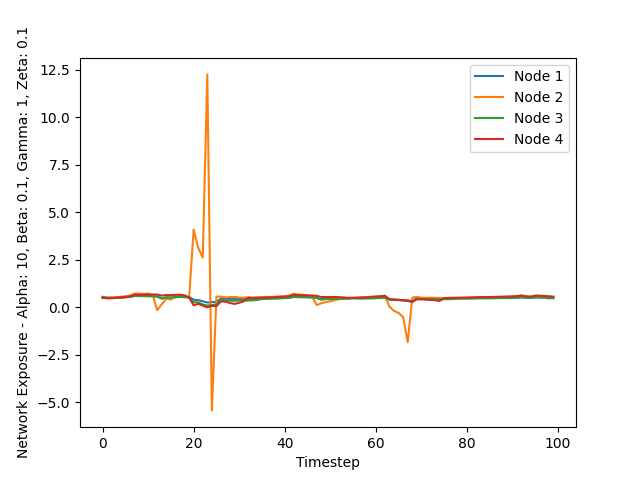 Network Exposure - Alpha: 10, Beta: 0.1, Gamma: 1, Zeta: 0.1
12.5
10.0
7.5
5.0
2.5
0.0
−2.5
−5.0
Node 1
Node 2
Node 3
Node 4
0 20 40 60 80 100
Timestep